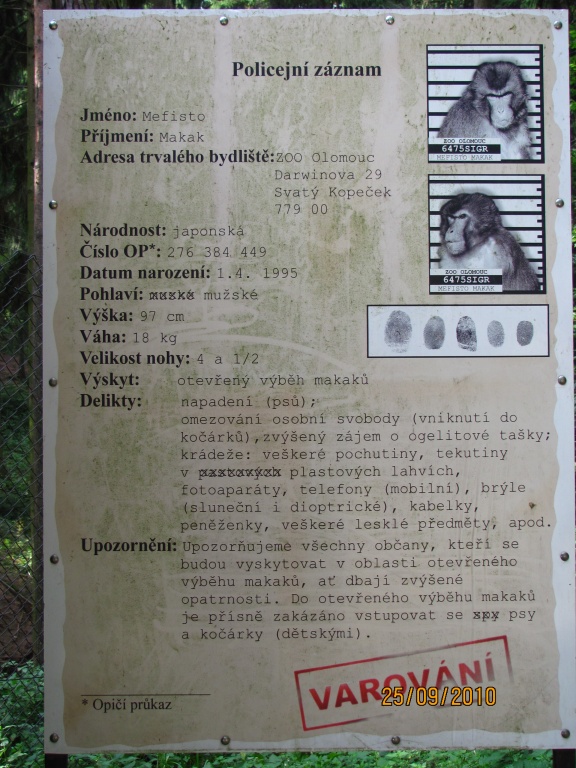 Policejní záznam
ZOO OLOMOUC
6475SIGR
MEFISTO MAKAK
Jméno: Mefisto
Příjmení: Makak
Adresa trvalého bydliště: ZOO Olomouc
Darwinova 29
Svatý Kopeček
779 00
ZOO OLOMOUC
6475SIGR
MEFISTO MAKAK
Národnost: japonská
Číslo OP*: 276 384 449
Datum narození: 1.4. 1995
Pohlaví: mužské
Výška: 97 cm
Váha: 18 kg
Velikost nohy: 4 a 1/2
Výskyt: otevřený výběh makaků
Delikty: napadení (psů);
omezování osobní svobody (vniknutí do
kočárků),zvýšený zájem o ogelitové tašky;
krádeže: veškeré pochutiny, tekutiny
v plastových lahvích,
fotoaparáty, telefony (mobilní), brýle
(sluneční i dioptrické), kabelky,
peněženky, veškeré lesklé předměty, apod.
Upozornění: Upozorňujeme všechny občany, kteří se
budou vyskytovat v oblasti otevřeného
výběhu makaků, ať dbají zvýšené
opatrnosti. Do otevřeného výběhu makaků
je přísně zakázáno vstupovat se psy
a kočárky (dětskými).
VAROVÁNÍ
25/09/2010
* Opičí průkaz